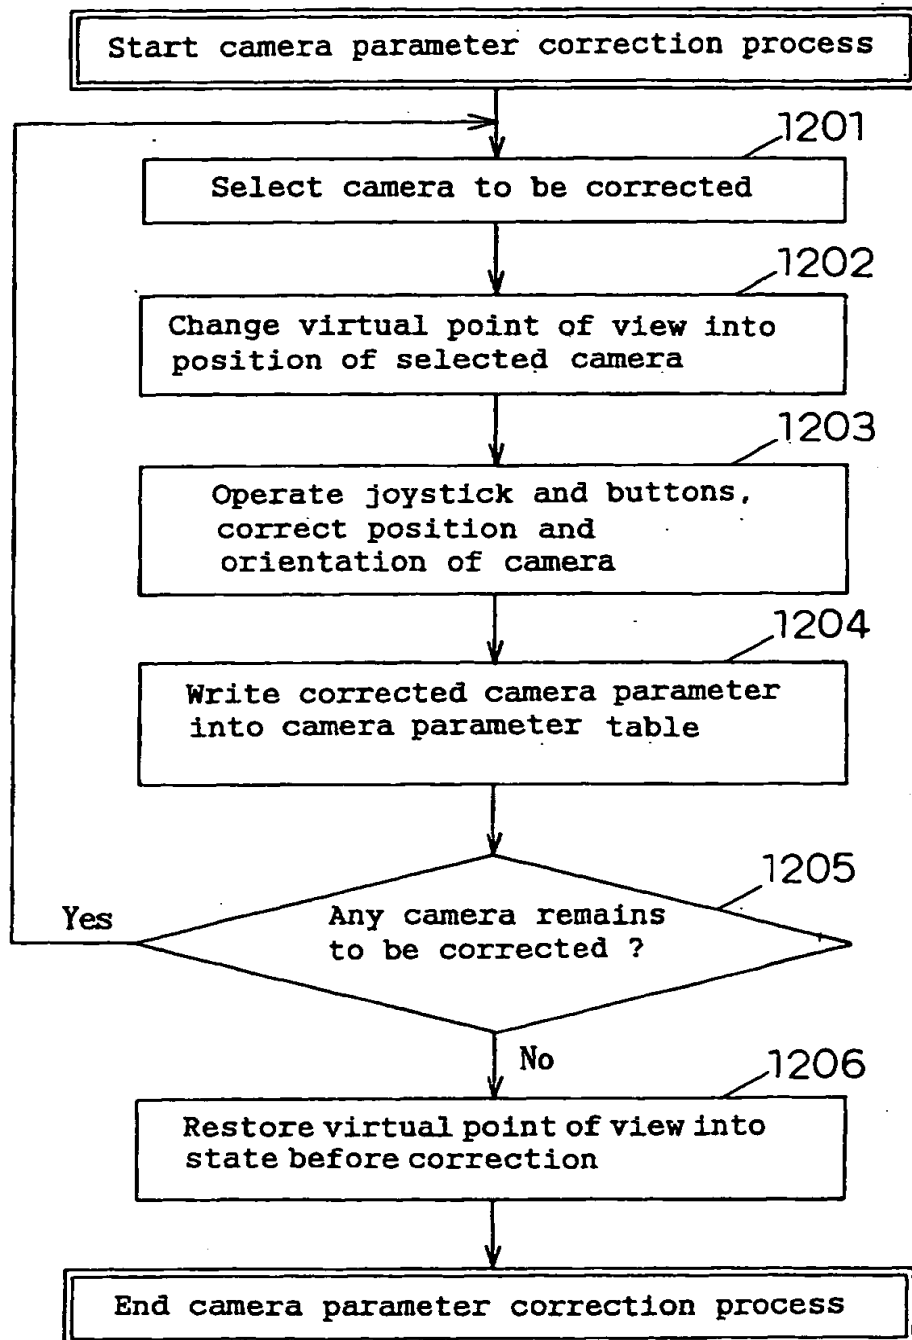 Start camera parameter correction process
1201
Select camera to be corrected
1202
Change virtual point of view into
position of selected camera
1203
Operate joystick and buttons,
correct position and
orientation of camera
1204
Write corrected camera parameter
into camera parameter table
1205
Yes
Any camera remains
to be corrected ?
No
1206
Restore virtual point of view into
state before correction
End camera parameter correction process